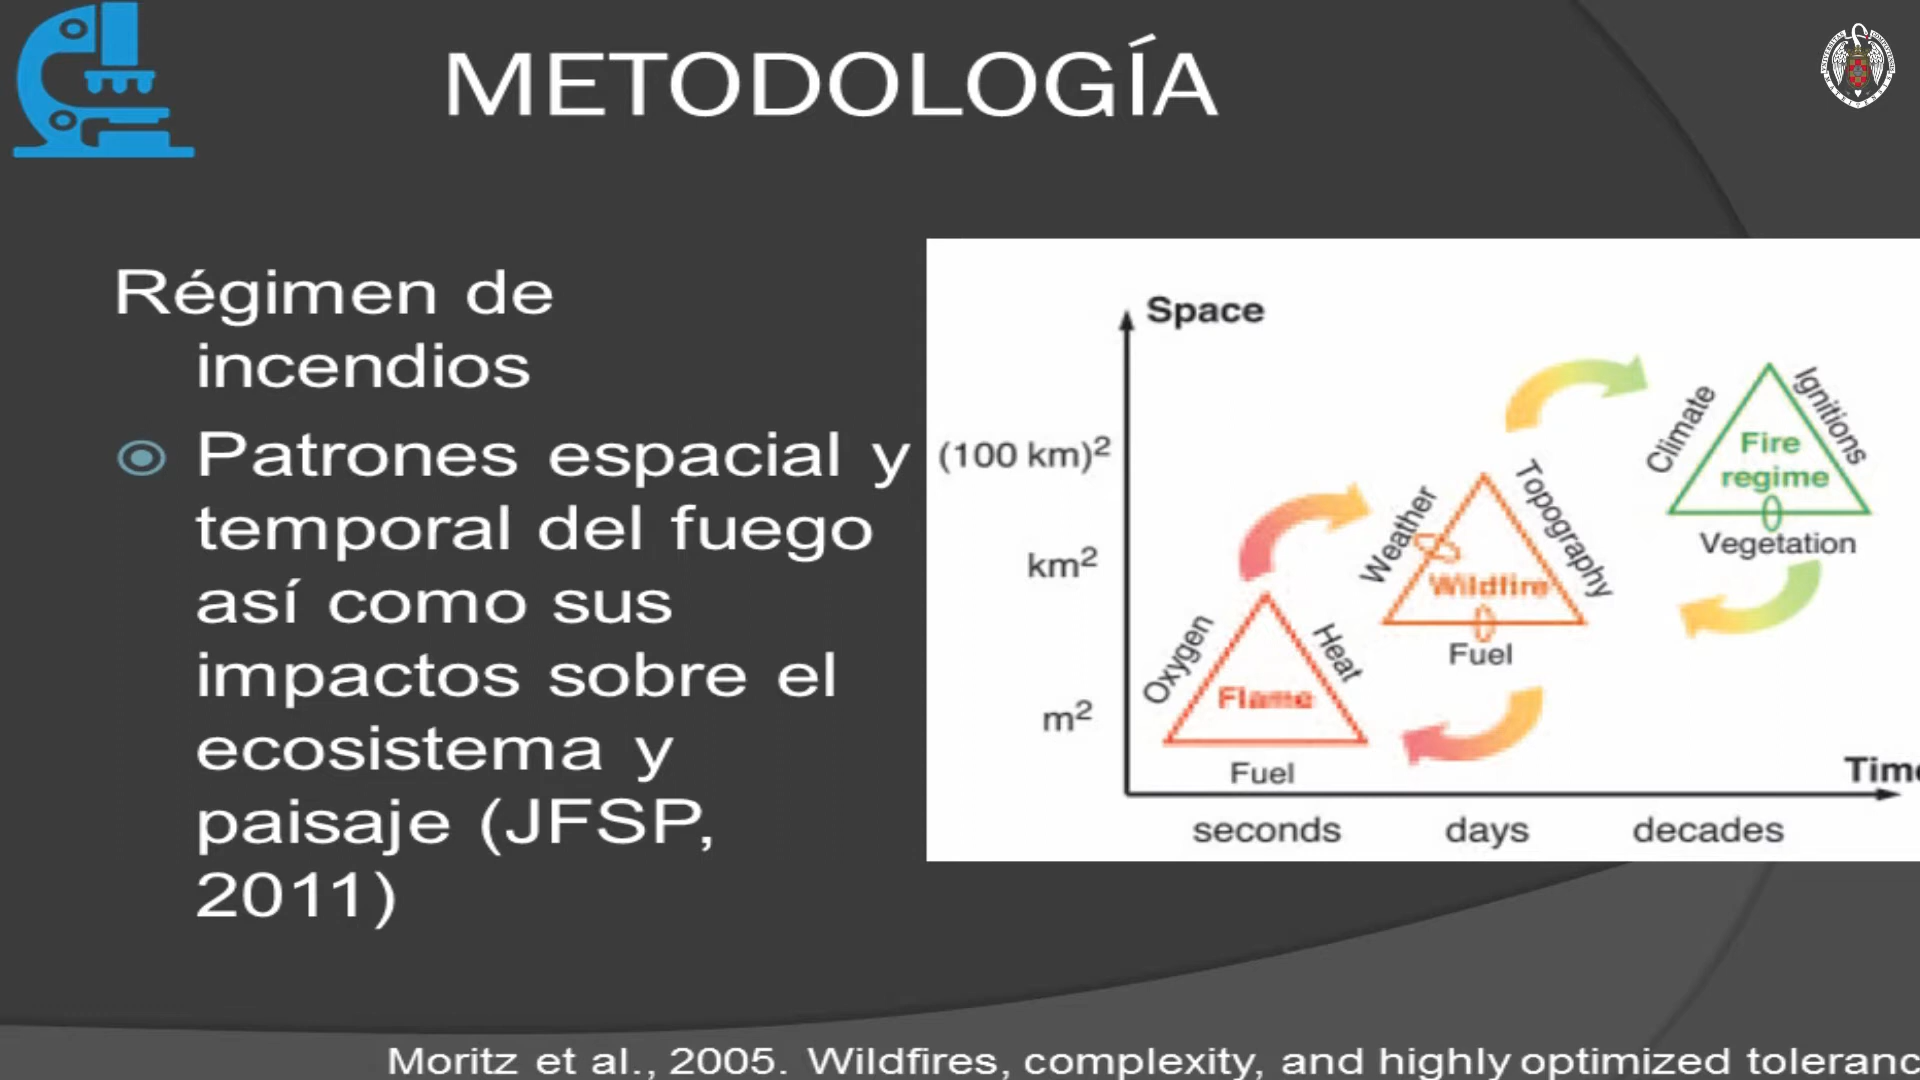 METODOLOGÍA
Régimen de
incendios
Patrones espacial y
temporal del fuego
así como sus
impactos sobre el
ecosistema y
paisaje (JFSP,
2011)
Space
(100 km)2
km2
m2
Oxygen
Heat
Flame
Fuel
Weather
Topography
Wildfire
Fuel
Climate
Ignitions
Fire
regime
Vegetation
Time
seconds days decades
Moritz et al., 2005. Wildfires, complexity, and highly optimized toleranc